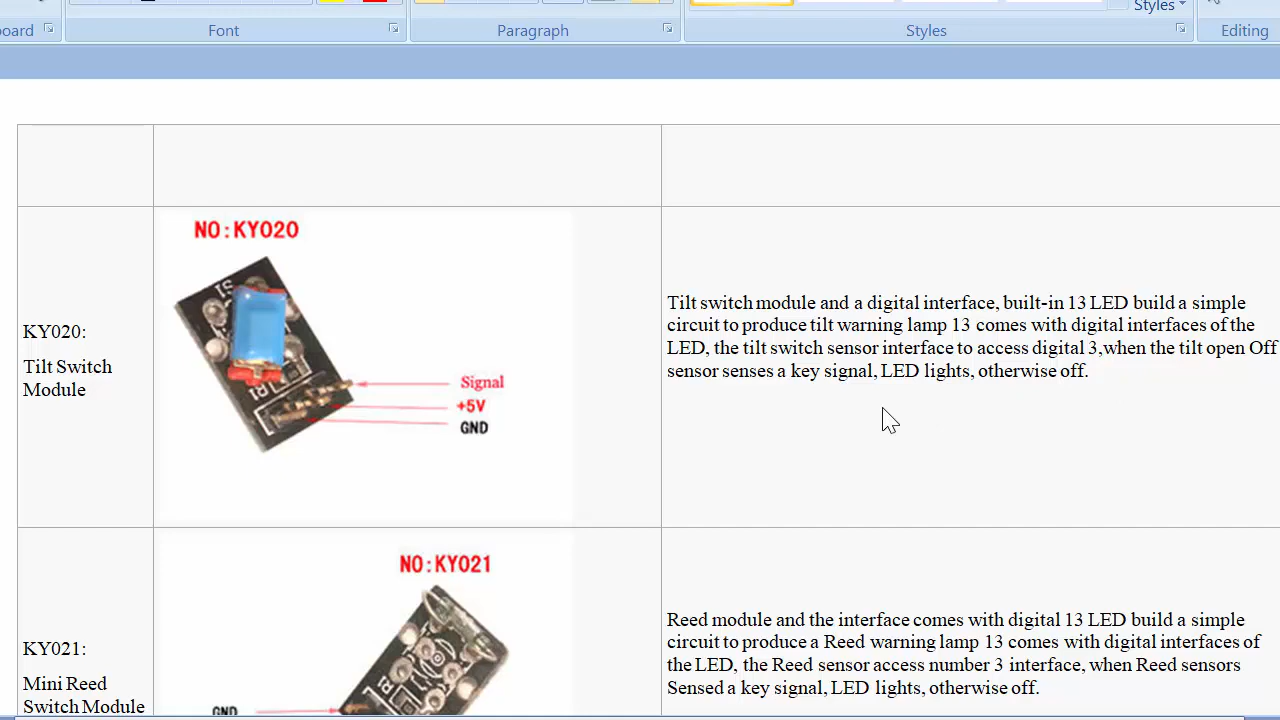 Styles
oard
Font
Paragraph
Styles
Editing
NO:KY020
KY020:
Tilt Switch
Module
S1
R1
Signal
+5V
GND
Tilt switch module and a digital interface, built-in 13 LED build a simple
circuit to produce tilt warning lamp 13 comes with digital interfaces of the
LED, the tilt switch sensor interface to access digital 3,when the tilt open Off
sensor senses a key signal, LED lights, otherwise off.
NO:KY021
KY021:
Mini Reed
Switch Module
R1
GND
Reed module and the interface comes with digital 13 LED build a simple
circuit to produce a Reed warning lamp 13 comes with digital interfaces of
the LED, the Reed sensor access number 3 interface, when Reed sensors
Sensed a key signal, LED lights, otherwise off.